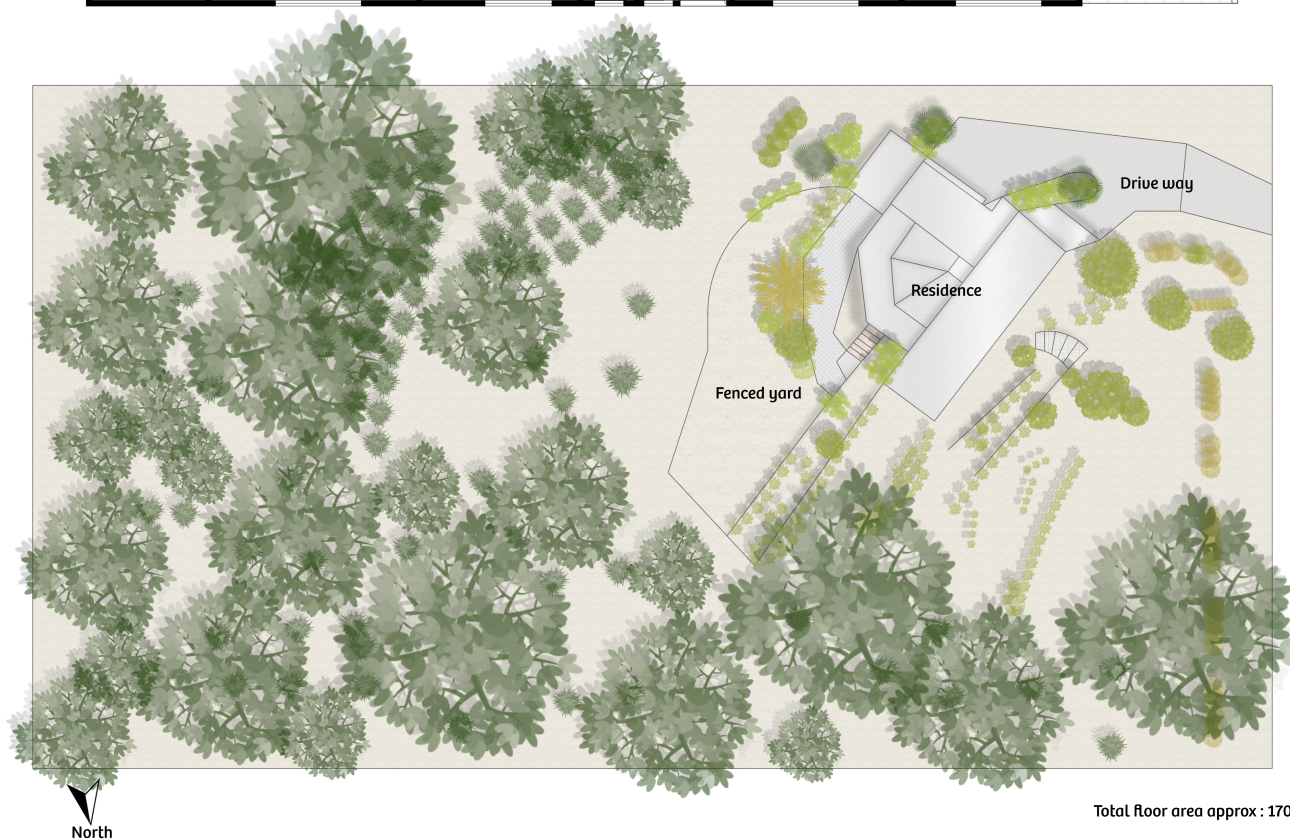 Drive way
Residence
Fenced yard
Total floor area approx : 170
North